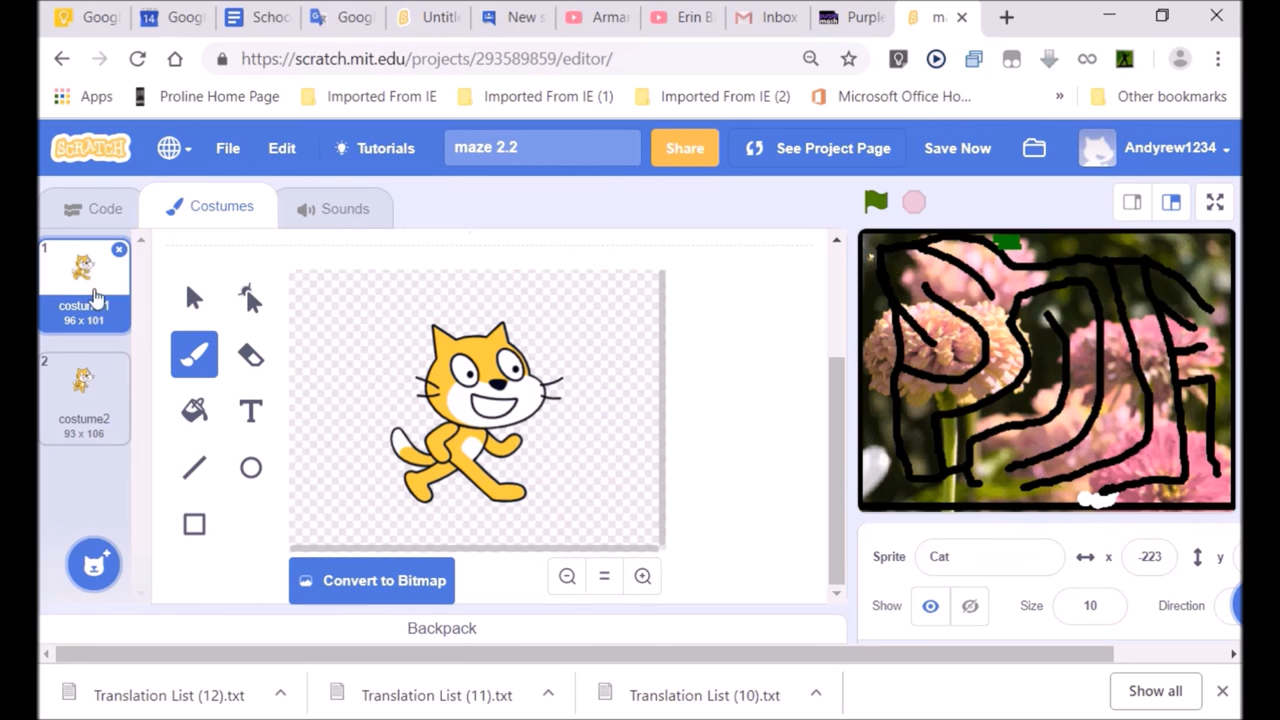 Googl
14 Googl
Schoo
Googl
Untitl
New s
Armar
Erin B
Inbox
Purple
m
https://scratch.mit.edu/projects/293589859/editor/
Apps
Proline Home Page
Imported From IE
Imported From IE (1)
Imported From IE (2)
Microsoft Office Ho...
»
Other bookmarks
SCRATCH
File
Edit
Tutorials
maze 2.2
Share
See Project Page
Save Now
Andyrew1234
Code
Costumes
Sounds
1
96 x 101
2
costume2
93 x 106
T
Convert to Bitmap
Sprite
Cat
x
-223
y
Show
Size
10
Direction
Backpack
Translation List (12).txt
Translation List (11).txt
Translation List (10).txt
Show all